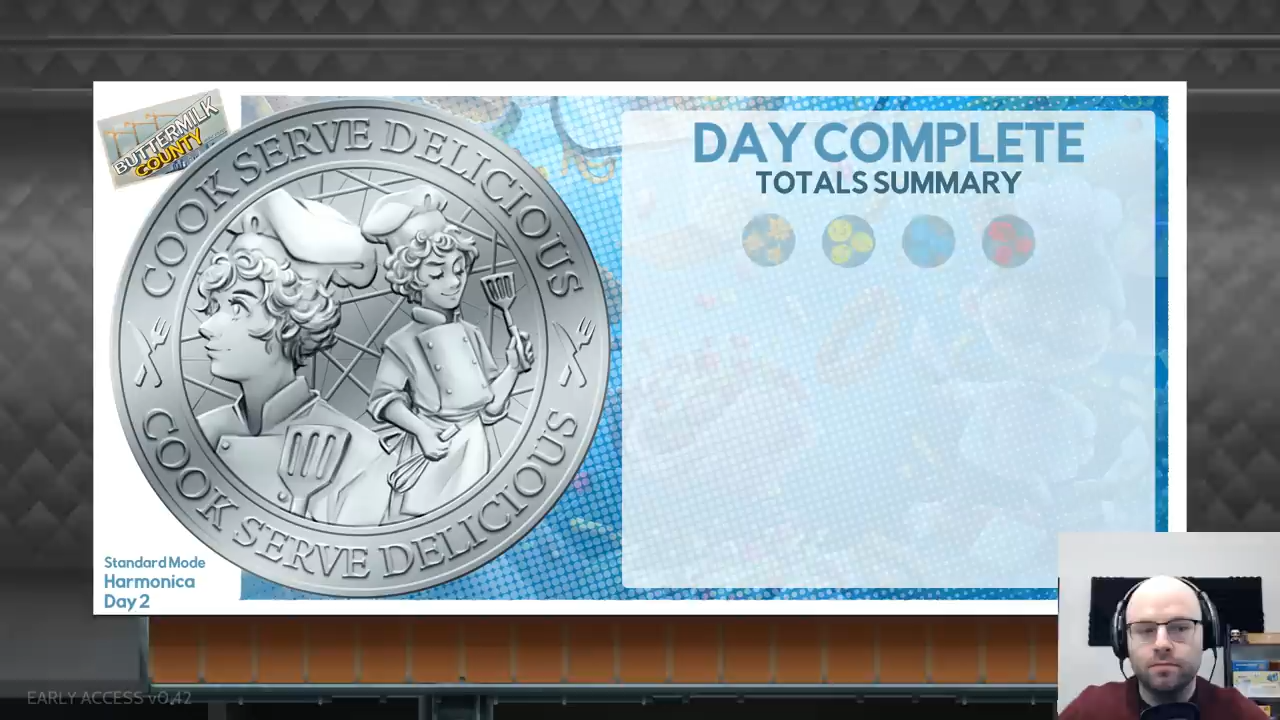 BUTTERMILK
COUNTY
COOK SERVE DELICIOUS
COOK SERVE DELICIOUS
DAY COMPLETE
TOTALS SUMMARY
Standard Mode
Harmonica
Day 2
EARLY ACCESS v0.42